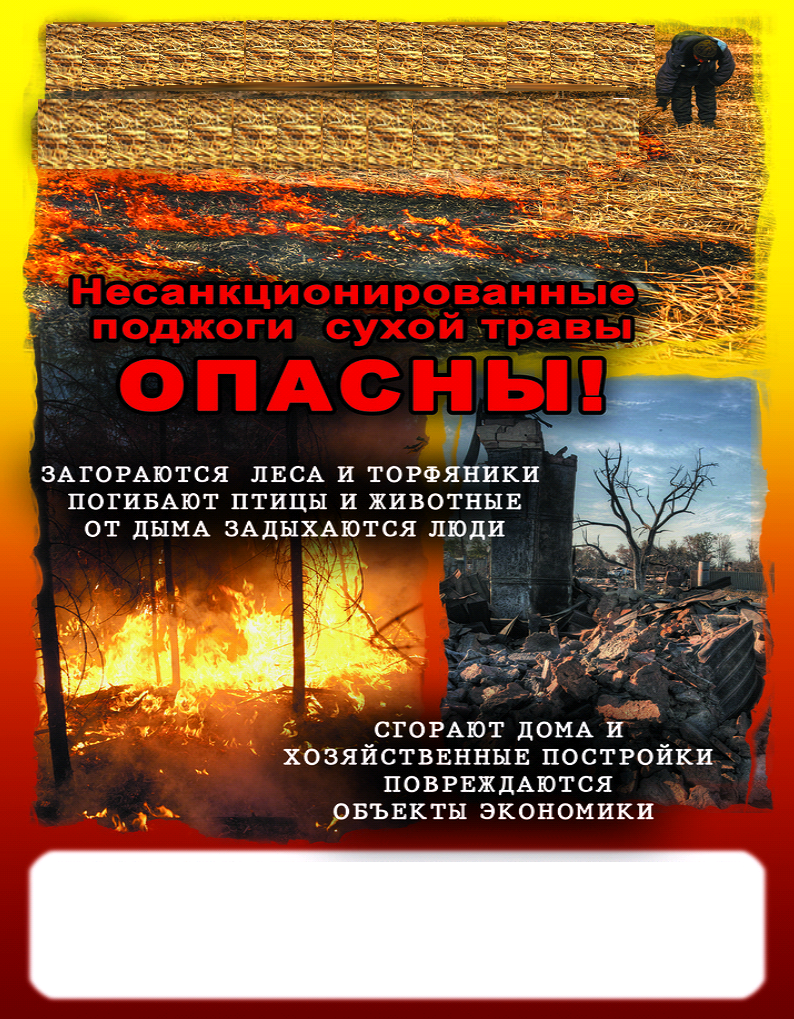 Несанкционированные
поджоги сухой травы
ОПАСНЫ!
ЗАГОРАЮТСЯ ЛЕСА И ТОРФЯНИКИ
ПОГИБАЮТ ПТИЦЫ И ЖИВОТНЫЕ
ОТ ДЫМА ЗАДЫХАЮТСЯ ЛЮДИ
СГОРАЮТ ДОМА И
ХОЗЯЙСТВЕННЫЕ ПОСТРОЙКИ
ПОВРЕЖДАЮТСЯ
ОБЪЕКТЫ ЭКОНОМИКИ